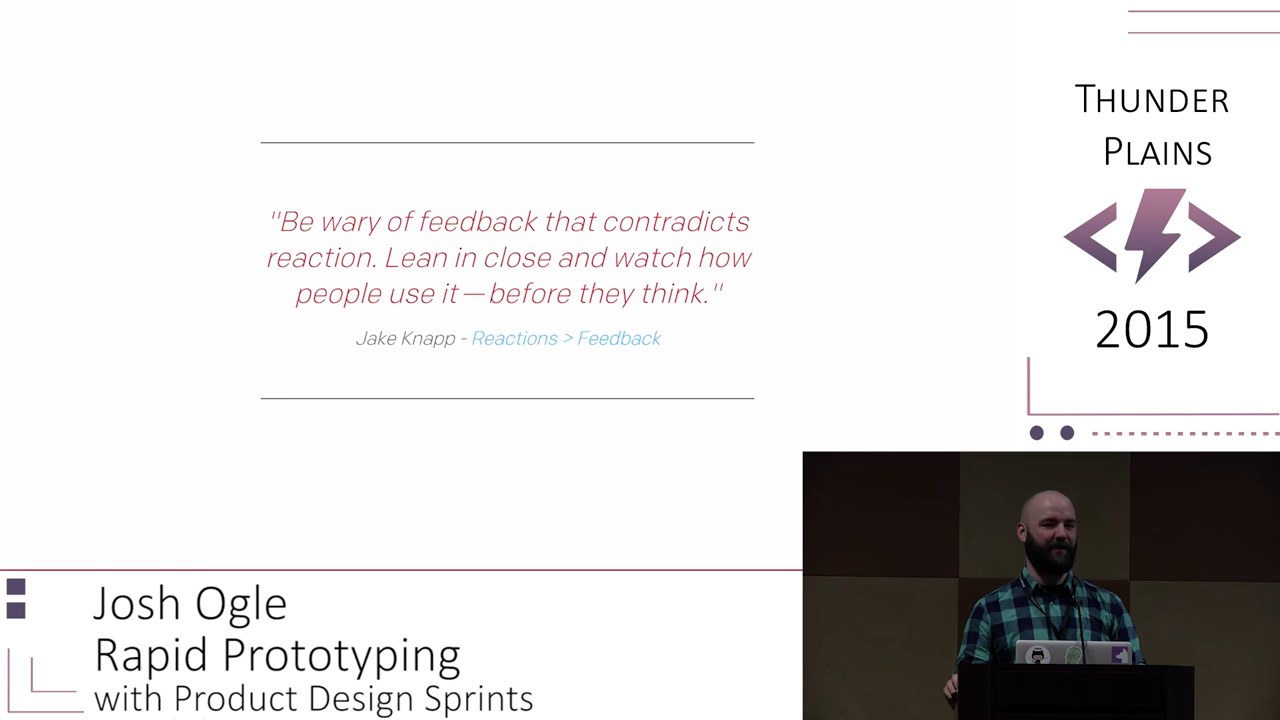 "Be wary of feedback that contradicts
reaction. Lean in close and watch how
people use it—before they think."
Jake Knapp - Reactions > Feedback
THUNDER
PLAINS
2015
Josh Ogle
Rapid Prototyping
with Product Design Sprints